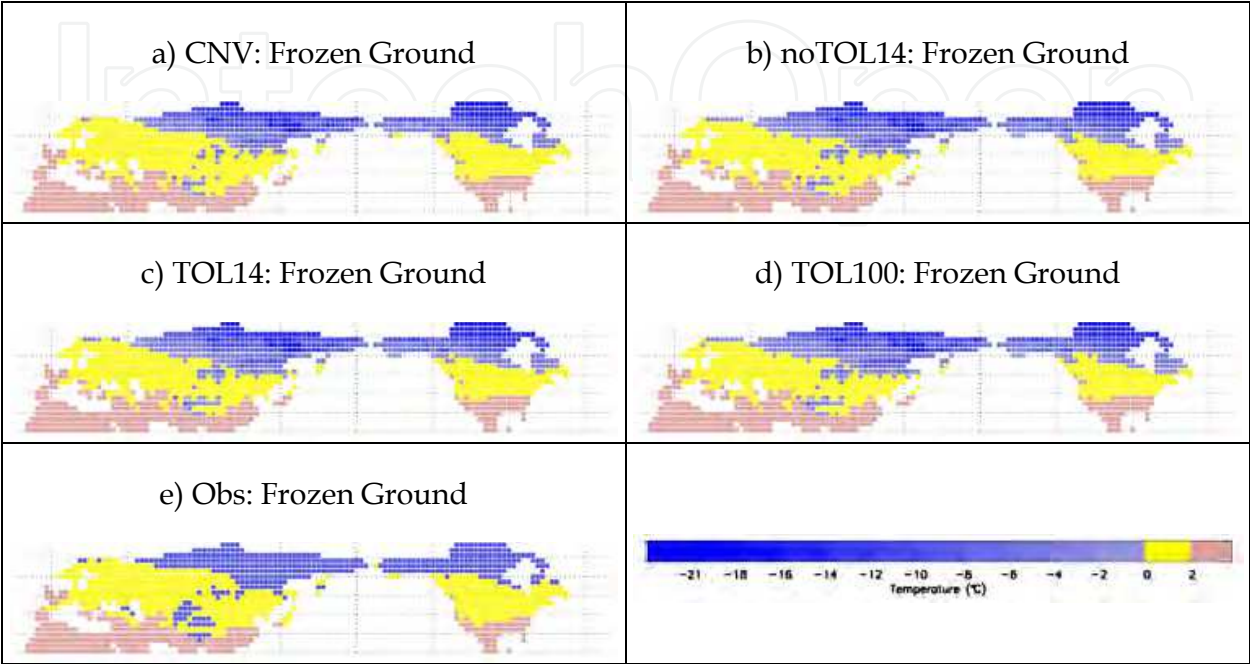 IntechOpen
a) CNV: Frozen Ground
b) noTOL14: Frozen Ground
c) TOL14: Frozen Ground
d) TOL100: Frozen Ground
e) Obs: Frozen Ground
-21 -18 -16 -14 -12 -10 -8 -6 -4 -2 0 2
Temperature (℃)